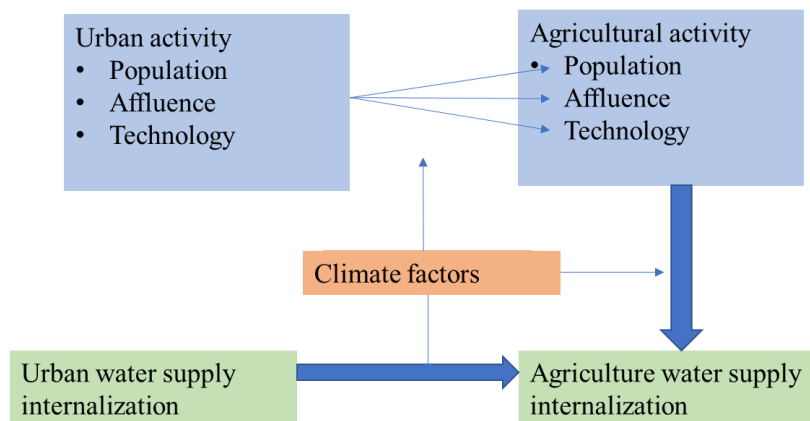 Urban activity
• Population
• Affluence
• Technology
Agricultural activity
• Population
Affluence
Technology
Climate factors
Urban water supply
internalization
Agriculture water supply
internalization